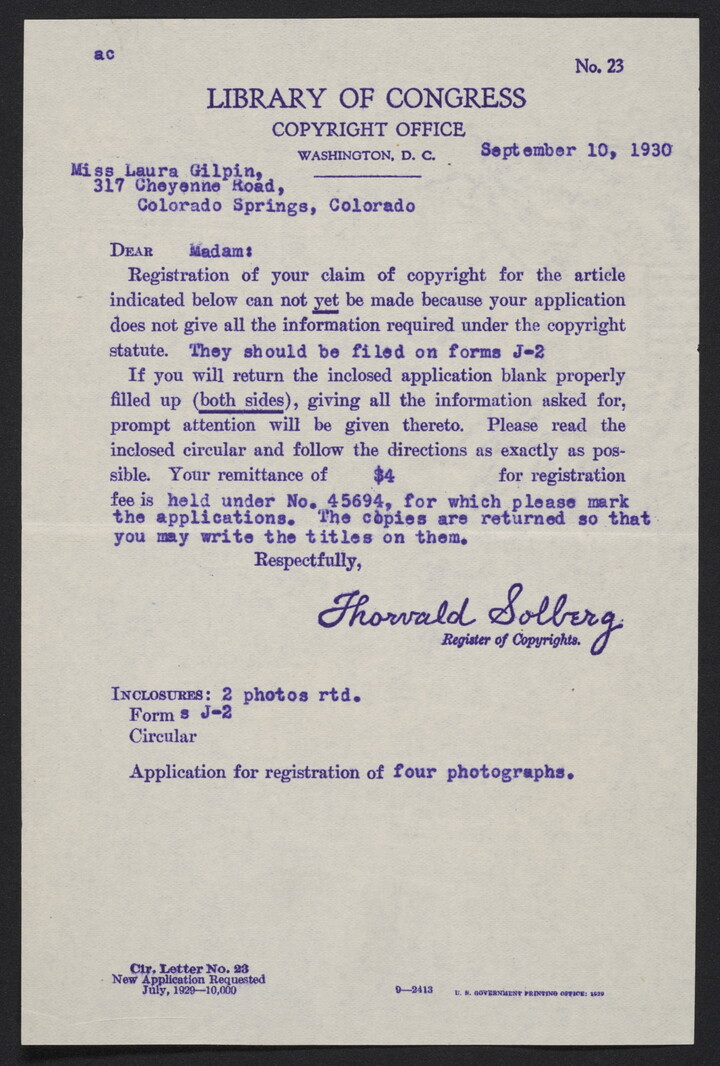 ac
No. 23
LIBRARY OF CONGRESS
COPYRIGHT OFFICE
WASHINGTON, D. C.
September 10, 1930
Miss Laura Gilpin,
317 Cheyenne Road,
Colorado Springs, Colorado
DEAR Madam:
Registration of your claim of copyright for the article
indicated below can not yet be made because your application
does not give all the information required under the copyright
statute. They should be filed on forms J-2
If you will return the inclosed application blank properly
filled up (both sides), giving all the information asked for,
prompt attention will be given thereto. Please read the
inclosed circular and follow the directions as exactly as pos-
sible. Your remittance of $4 for registration
fee is held under No. 45694, for which please mark
the applications. The copies are returned so that
you may write the titles on them.
Respectfully,
Thorvald Solberg
Register of Copyrights.
INCLOSURES: 2 photos rtd.
Form s J-2
Circular
Application for registration of four photographs.
Cir. Letter No. 23
New Application Requested
July, 1929—10,000
9—2413
U. S. GOVERNMENT PRINTING OFFICE: 1929